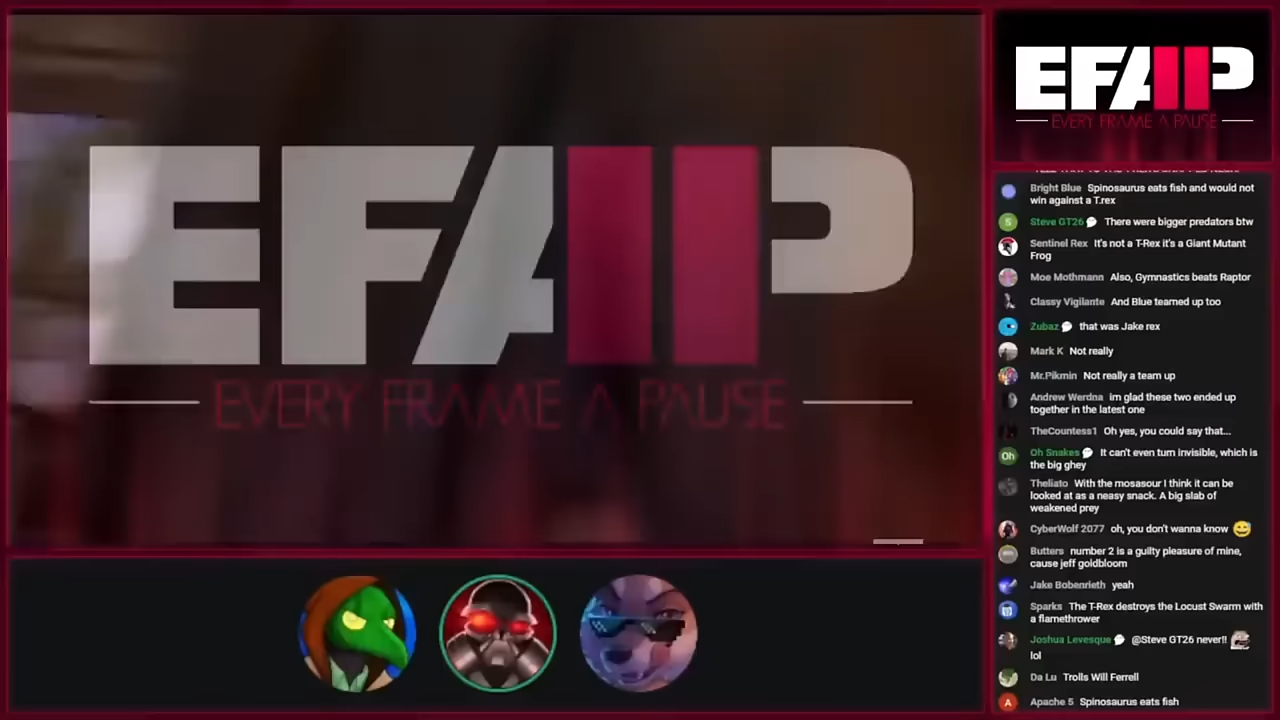 EFAP
EVERY FRAME A PAUSE
EFAP
EVERY FRAME A PAUSE
Bright Blue Spinosaurus eats fish and would not
win against a T.rex
S Steve GT26 There were bigger predators btw
Sentinel Rex It's not a T-Rex it's a Giant Mutant
Frog
Moe Mothmann Also, Gymnastics beats Raptor
Classy Vigilante And Blue teamed up too
Zubaz that was Jake rex
Mark K Not really
Mr.Pikmin Not really a team up
Andrew Werdna im glad these two ended up
together in the latest one
TheCountess1 Oh yes, you could say that...
Oh Oh Snakes It can't even turn invisible, which is
the big ghey
Theliato With the mosasour I think it can be
looked at as a neasy snack. A big slab of
weakened prey
CyberWolf 2077 oh, you don't wanna know
Butters number 2 is a guilty pleasure of mine,
cause jeff goldbloom
Jake Bobenrieth yeah
Sparks The T-Rex destroys the Locust Swarm with
a flamethrower
Joshua Levesque @Steve GT26 never!!
lol
Da Lu Trolls Will Ferrell
A Apache 5 Spinosaurus eats fish